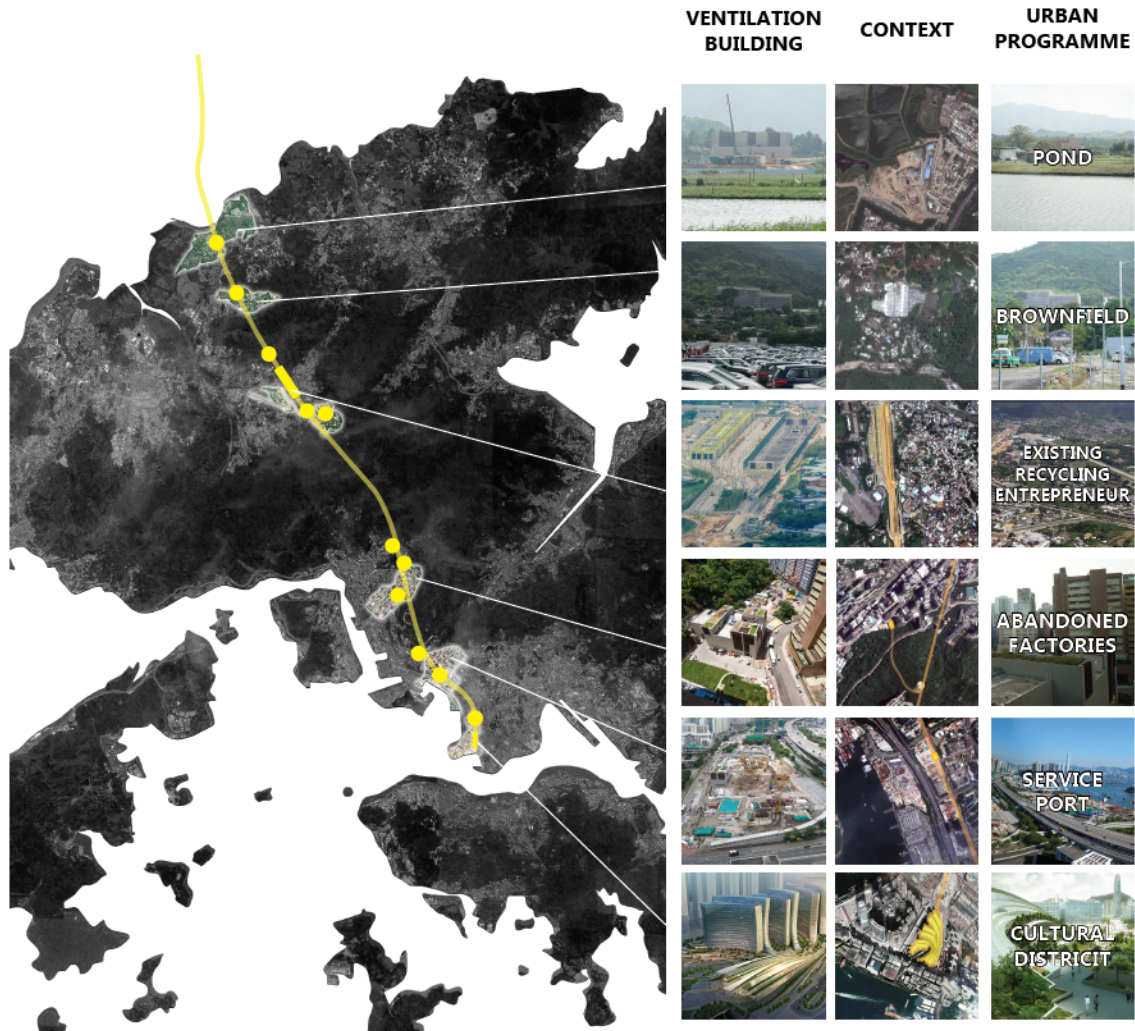 VENTILATION
BUILDING
CONTEXT
URBAN
PROGRAMME
POND
BROWNFIELD
EXISTING
RECYCLING
ENTREPRENEUR
ABANDONED
FACTORIES
SERVICE
PORT
CULTURAL
DISTRICIT